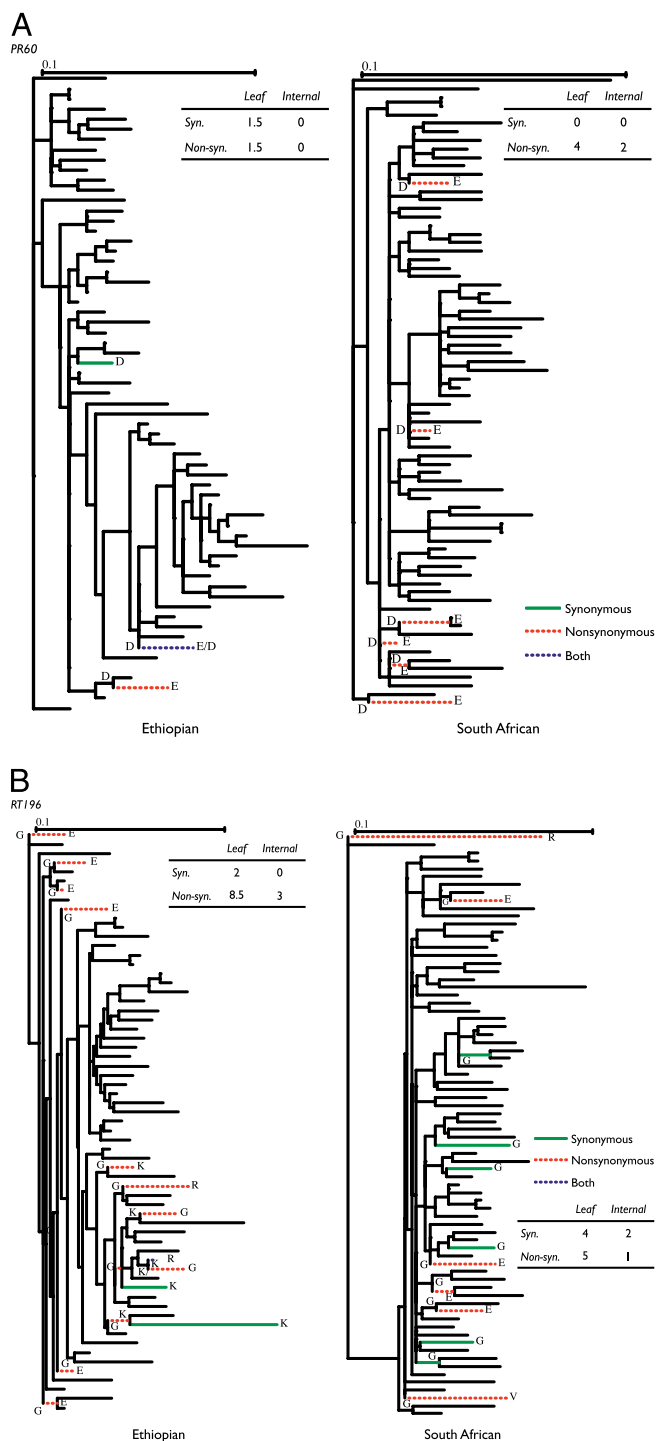 A
PR60
0.1
Leaf Internal
Syn. 1.5 0
Non-syn. 1.5 0
D
D E/D
D
E
Ethiopian
0.1
Leaf Internal
Syn. 0 0
Non-syn. 4 2
D E
D E
D E
D E
D
E
D E
Synonymous
Nonsynonymous
Both
South African
B
RT196
0.1
G E
Leaf Internal
Syn. 2 0
Non-syn. 8.5 3
G E
G E
G E
G K
G R
K G
R
G K
K G
K
K
G K
G E
G E
Ethiopian
0.1
G R
G E
G
G
G
G
G E
G
E
G E
G
G
G V
Synonymous
Nonsynonymous
Both
Leaf Internal
Syn. 4 2
Non-syn. 5 1
South African